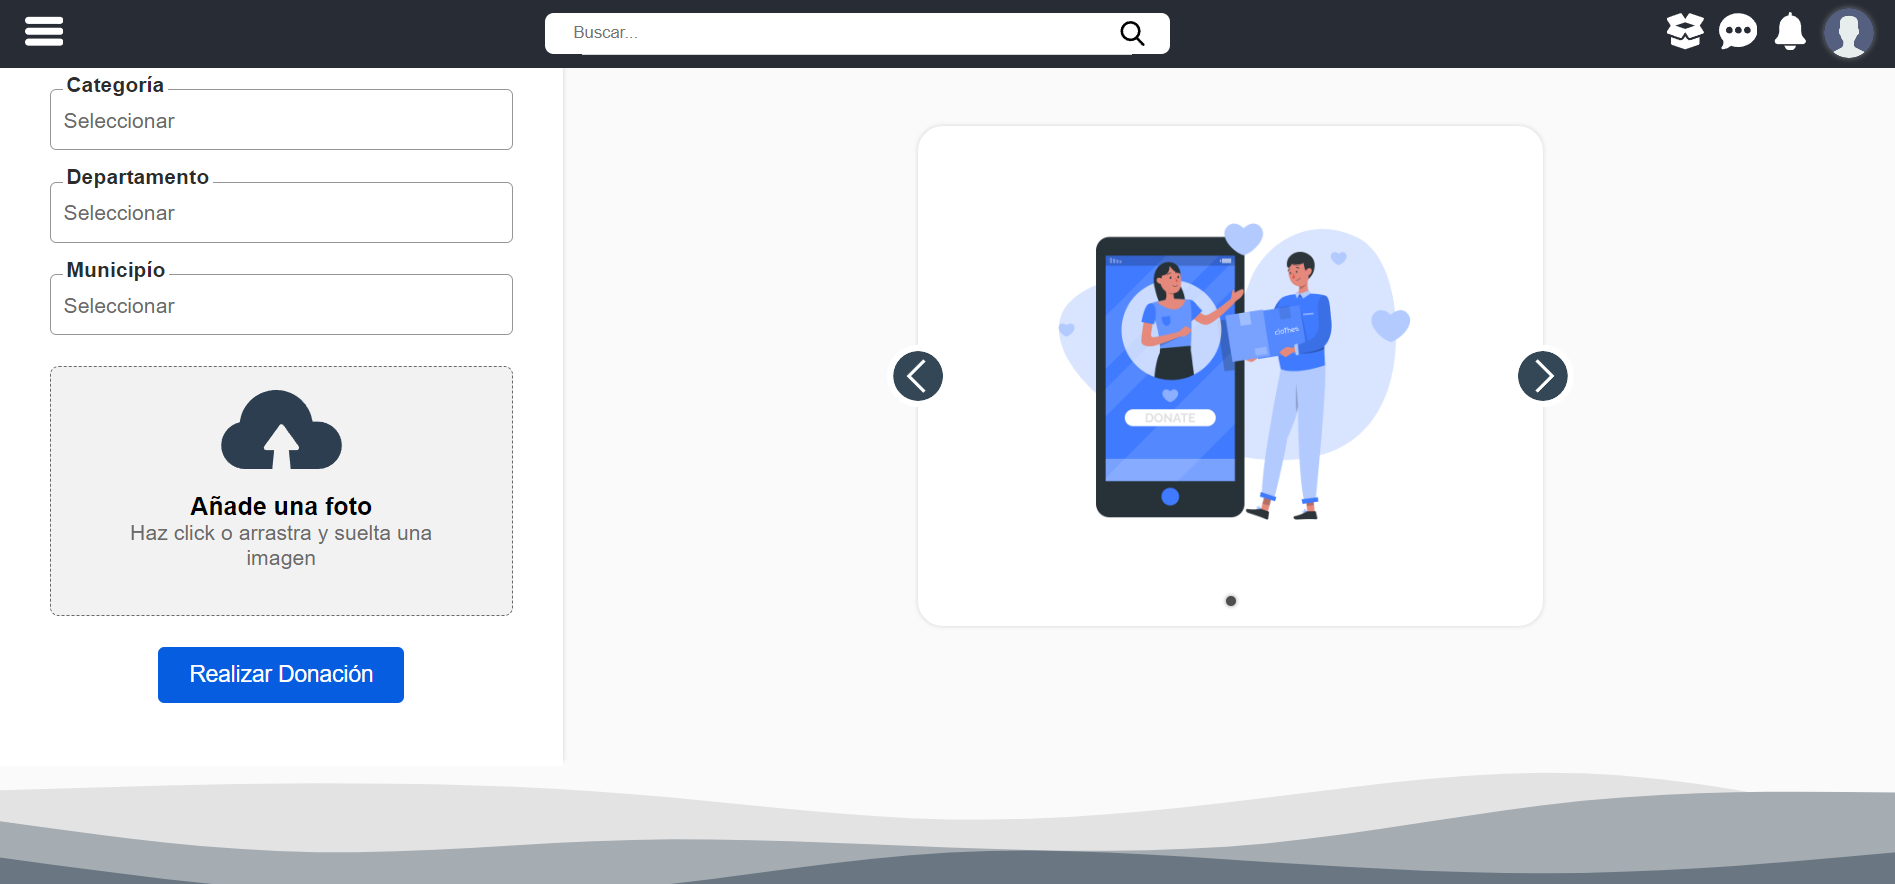 Buscar...
Categoría
Seleccionar
Departamento
Seleccionar
Municipío
Seleccionar
Añade una foto
Haz click o arrastra y suelta una
imagen
Realizar Donación
clothes
DONATE